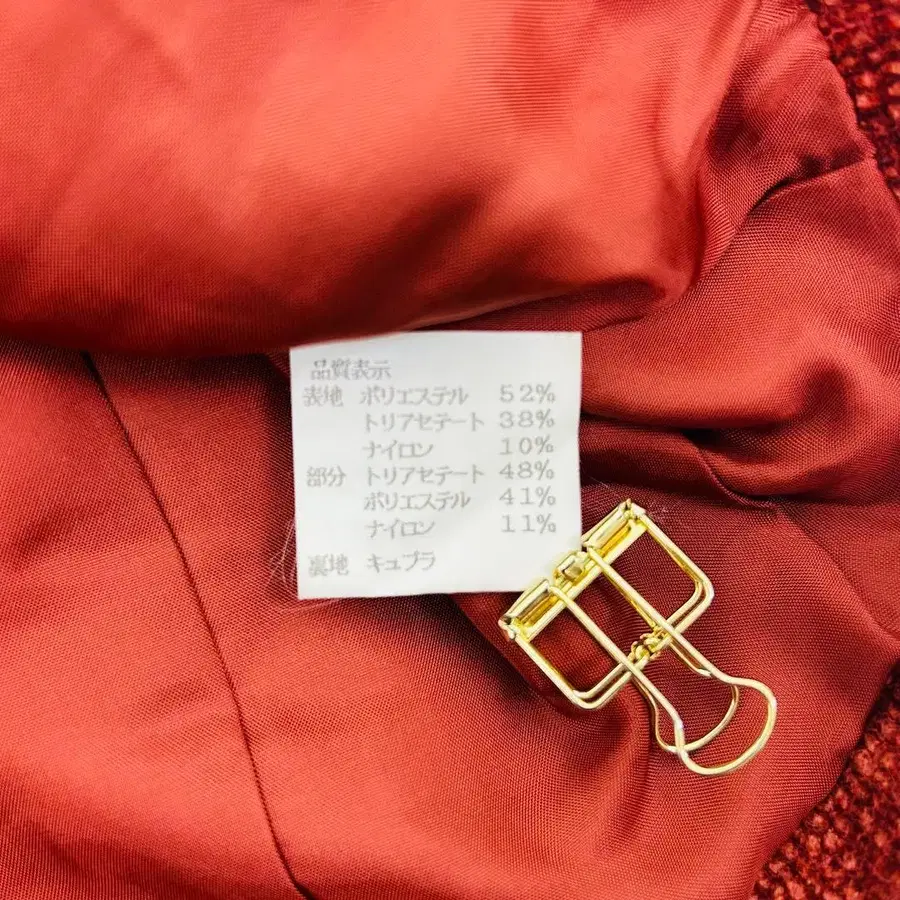 品質表示
表地 ポリエステル 52%
トリアセテート 38%
ナイロン 10%
部分 トリアセテート 48%
ポリエステル 41%
ナイロン 11%
裏地 キュプラ